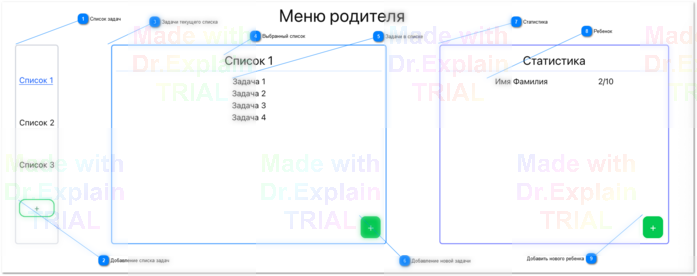 Меню родителя
1 Список задач
3 Задачи текущего списка
Выбранный список
5 Задача в списке
7 Статистика
8 Ребенок
Made with
Dr.Explain
TRIAL
Made with
Dr.Explain
TRIAL
Made with
Dr.Explain
TRIAL
Список 1
Список 2
Список 3
+
Список 1
Задача 1
Задача 2
Задача 3
Задача 4
+
Статистика
Имя Фамилия 2/10
+
Made with
Dr.Explain
TRIAL
Made with
Dr.Explain
TRIAL
Made with
Dr.Explain
TRIAL
2 Добавление списка задач
Добавление новой задачи
Добавить нового ребенка 9